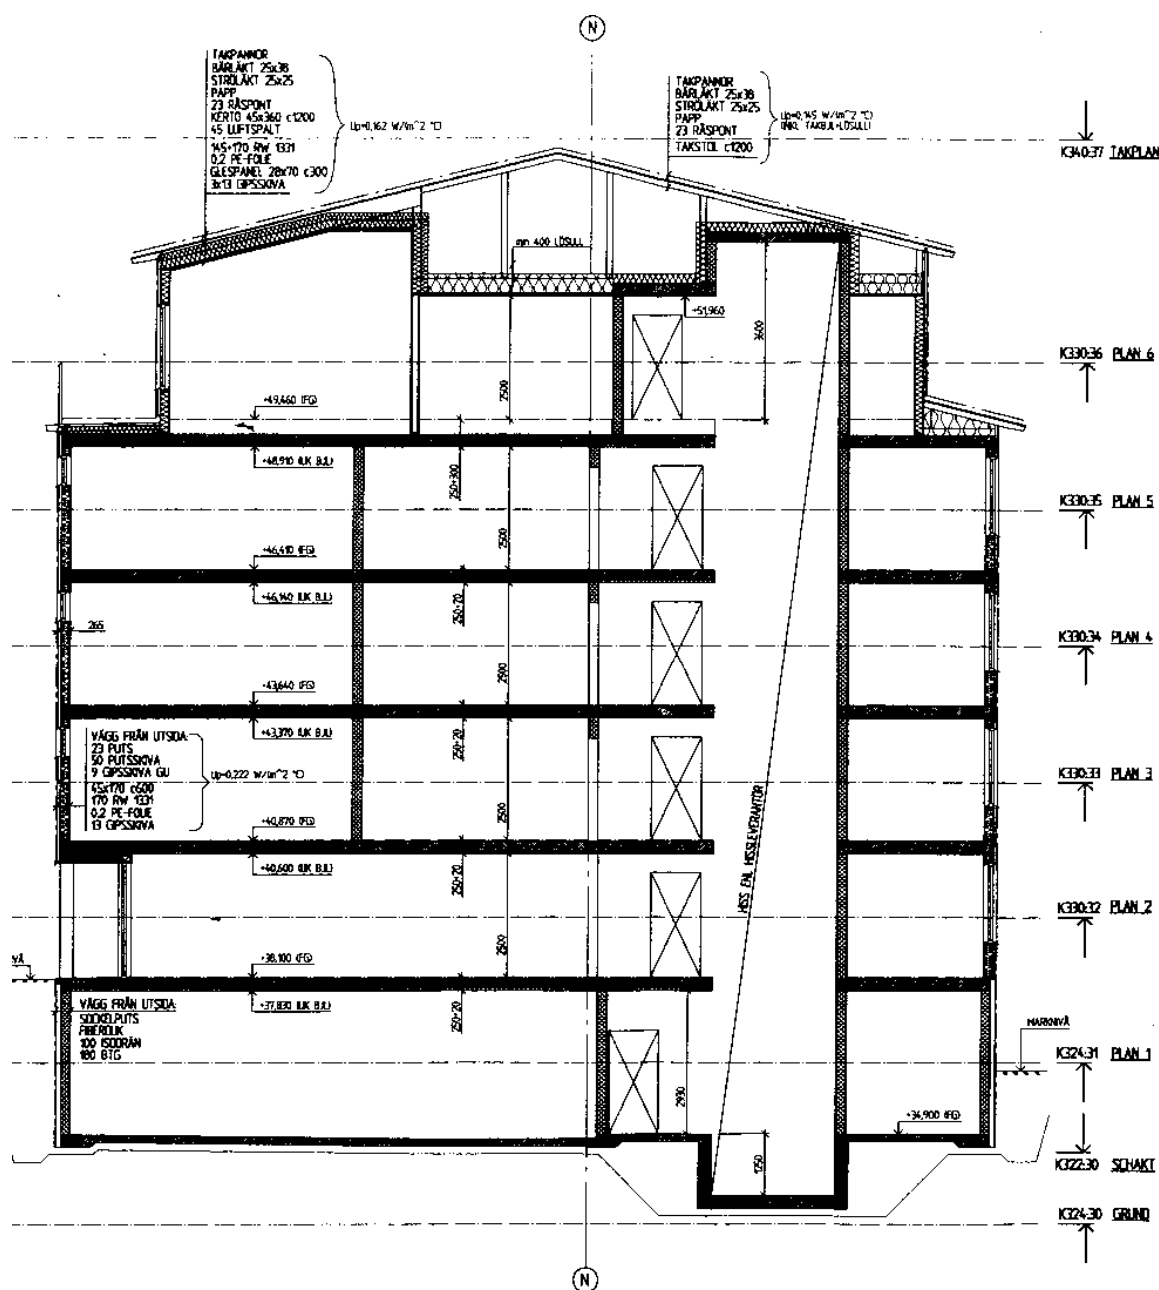 N
TAKPANNOR
BÄRLÄKT 25x38
STRÖLÄKT 25x25
PAPP
23 RÅSPONT
KERTO 45x360 c1200
45 LUFTSPALT
145+170 RW 1331
0,2 PE-FOLIE
GLESPANEL 28x70 c300
3x13 GIPSSKIVA
Up=0,162 W/(m^2 °C)
TAKPANNOR
BÄRLÄKT 25x38
STRÖLÄKT 25x25
PAPP
23 RÅSPONT
TAKSTOL c1200
Up=0,145 W/(m^2 °C)
(INKL TAKBJL+LÖSULL)
K340:37 TAKPLAN
min 400 LÖSULL
+51,960
3600
2500
K330:36 PLAN 6
+49,460 (FG)
+48,910 (UK BJL)
250+300
2500
K330:35 PLAN 5
+46,410 (FG)
+46,140 (UK BJL)
250+20
265
2500
K330:34 PLAN 4
+43,640 (FG)
+43,370 (UK BJL)
250+20
VÄGG FRÅN UTSIDA:
23 PUTS
50 PUTSSKIVA
9 GIPSSKIVA GU
45x170 c600
170 RW 1331
0,2 PE-FOLIE
13 GIPSSKIVA
Up=0,222 W/(m^2 °C)
2500
K330:33 PLAN 3
HISS ENL HISSLEVERANTÖR
+40,870 (FG)
+40,600 (UK BJL)
250+20
2500
K330:32 PLAN 2
+38,100 (FG)
VÅ
+37,830 (UK BJL)
250+20
VÄGG FRÅN UTSIDA:
SOCKELPUTS
FIBERDUK
100 ISODRÄN
180 BTG
MARKNIVÅ
K324:31 PLAN 1
2930
+34,900 (FG)
1250
K322:30 SCHAKT
K324:30 GRUND
N